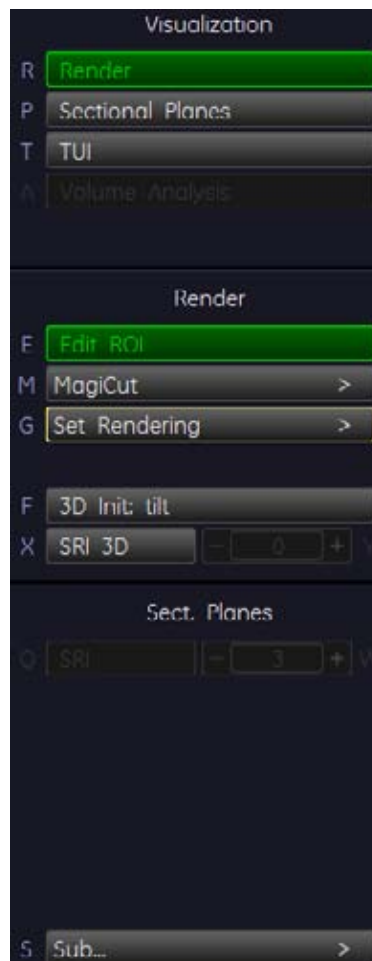 Visualization
R Render
P Sectional Planes
T TUI
A Volume Analysis
Render
E Edit ROI
M MagiCut >
G Set Rendering >
F 3D Init: tilt
X SRI 3D - 0 + Y
Sect. Planes
Q SRI - 3 + W
S Sub... >